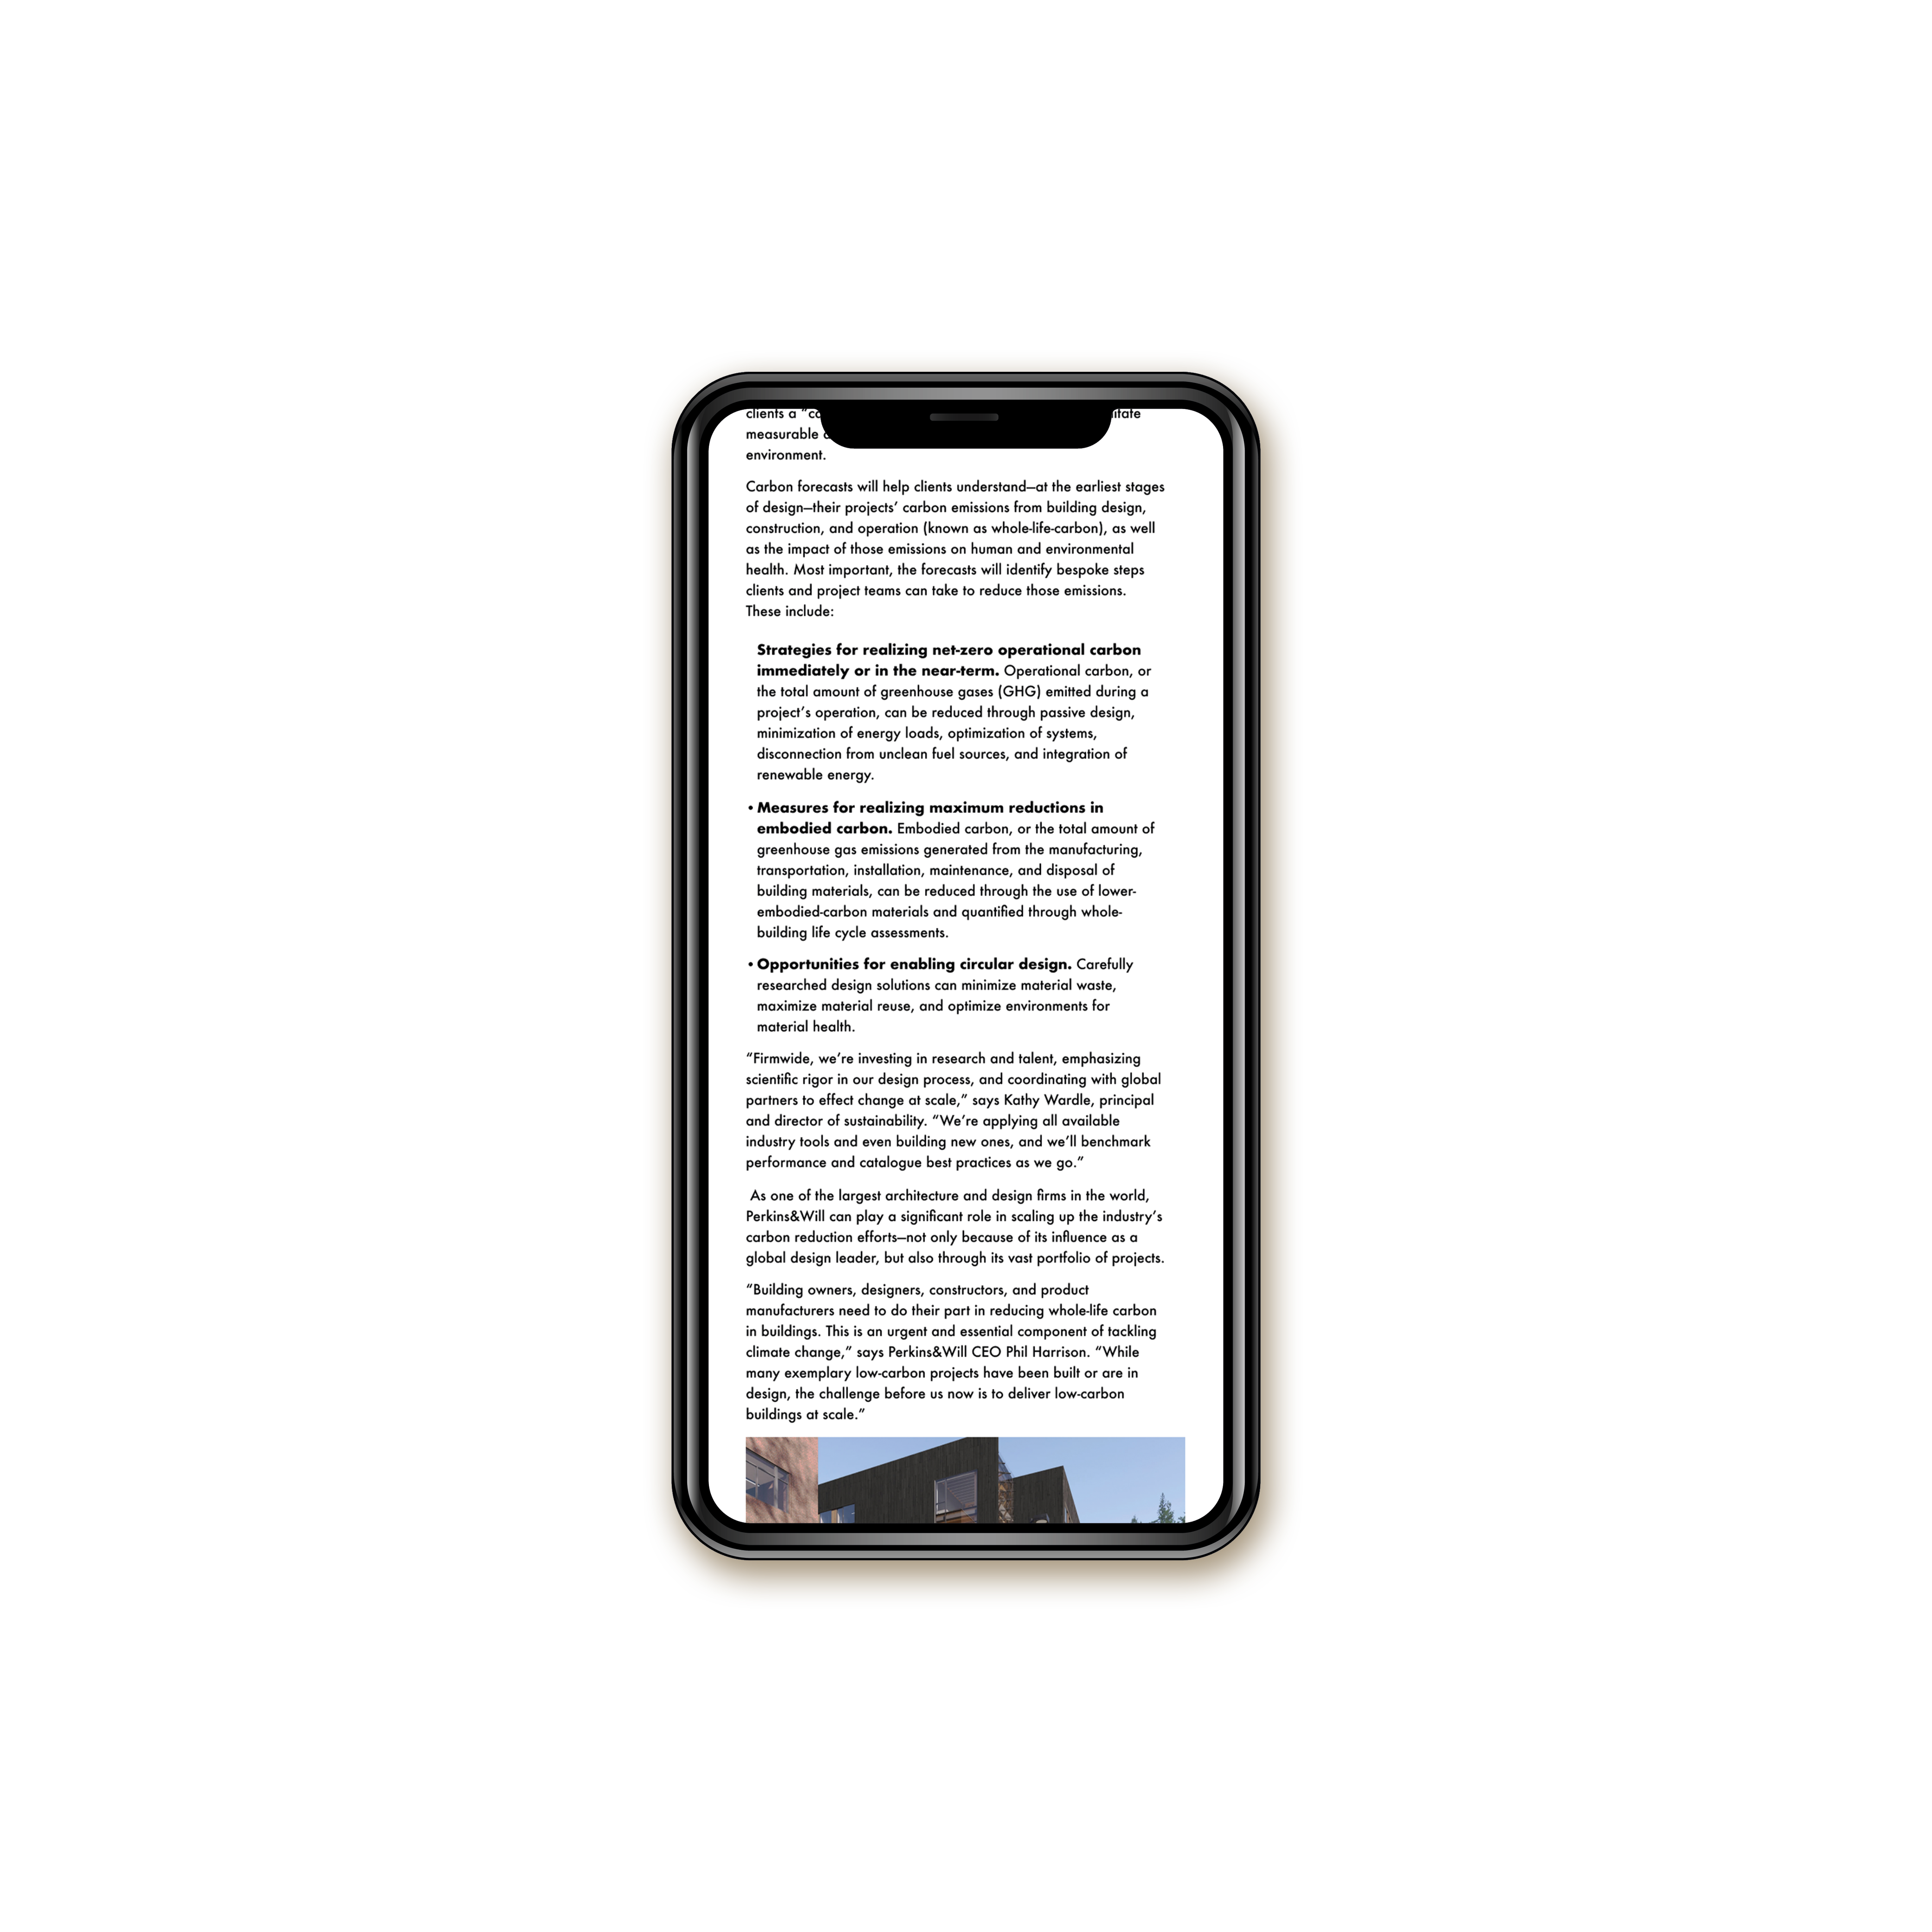 clients a “
measurable
environment.
Carbon forecasts will help clients understand—at the earliest stages
of design—their projects’ carbon emissions from building design,
construction, and operation (known as whole-life-carbon), as well
as the impact of those emissions on human and environmental
health. Most important, the forecasts will identify bespoke steps
clients and project teams can take to reduce those emissions.
These include:
Strategies for realizing net-zero operational carbon
immediately or in the near-term. Operational carbon, or
the total amount of greenhouse gases (GHG) emitted during a
project’s operation, can be reduced through passive design,
minimization of energy loads, optimization of systems,
disconnection from unclean fuel sources, and integration of
renewable energy.
• Measures for realizing maximum reductions in
embodied carbon. Embodied carbon, or the total amount of
greenhouse gas emissions generated from the manufacturing,
transportation, installation, maintenance, and disposal of
building materials, can be reduced through the use of lower-
embodied-carbon materials and quantified through whole-
building life cycle assessments.
• Opportunities for enabling circular design. Carefully
researched design solutions can minimize material waste,
maximize material reuse, and optimize environments for
material health.
“Firmwide, we’re investing in research and talent, emphasizing
scientific rigor in our design process, and coordinating with global
partners to effect change at scale,” says Kathy Wardle, principal
and director of sustainability. “We’re applying all available
industry tools and even building new ones, and we’ll benchmark
performance and catalogue best practices as we go.”
As one of the largest architecture and design firms in the world,
Perkins&Will can play a significant role in scaling up the industry’s
carbon reduction efforts—not only because of its influence as a
global design leader, but also through its vast portfolio of projects.
“Building owners, designers, constructors, and product
manufacturers need to do their part in reducing whole-life carbon
in buildings. This is an urgent and essential component of tackling
climate change,” says Perkins&Will CEO Phil Harrison. “While
many exemplary low-carbon projects have been built or are in
design, the challenge before us now is to deliver low-carbon
buildings at scale.”